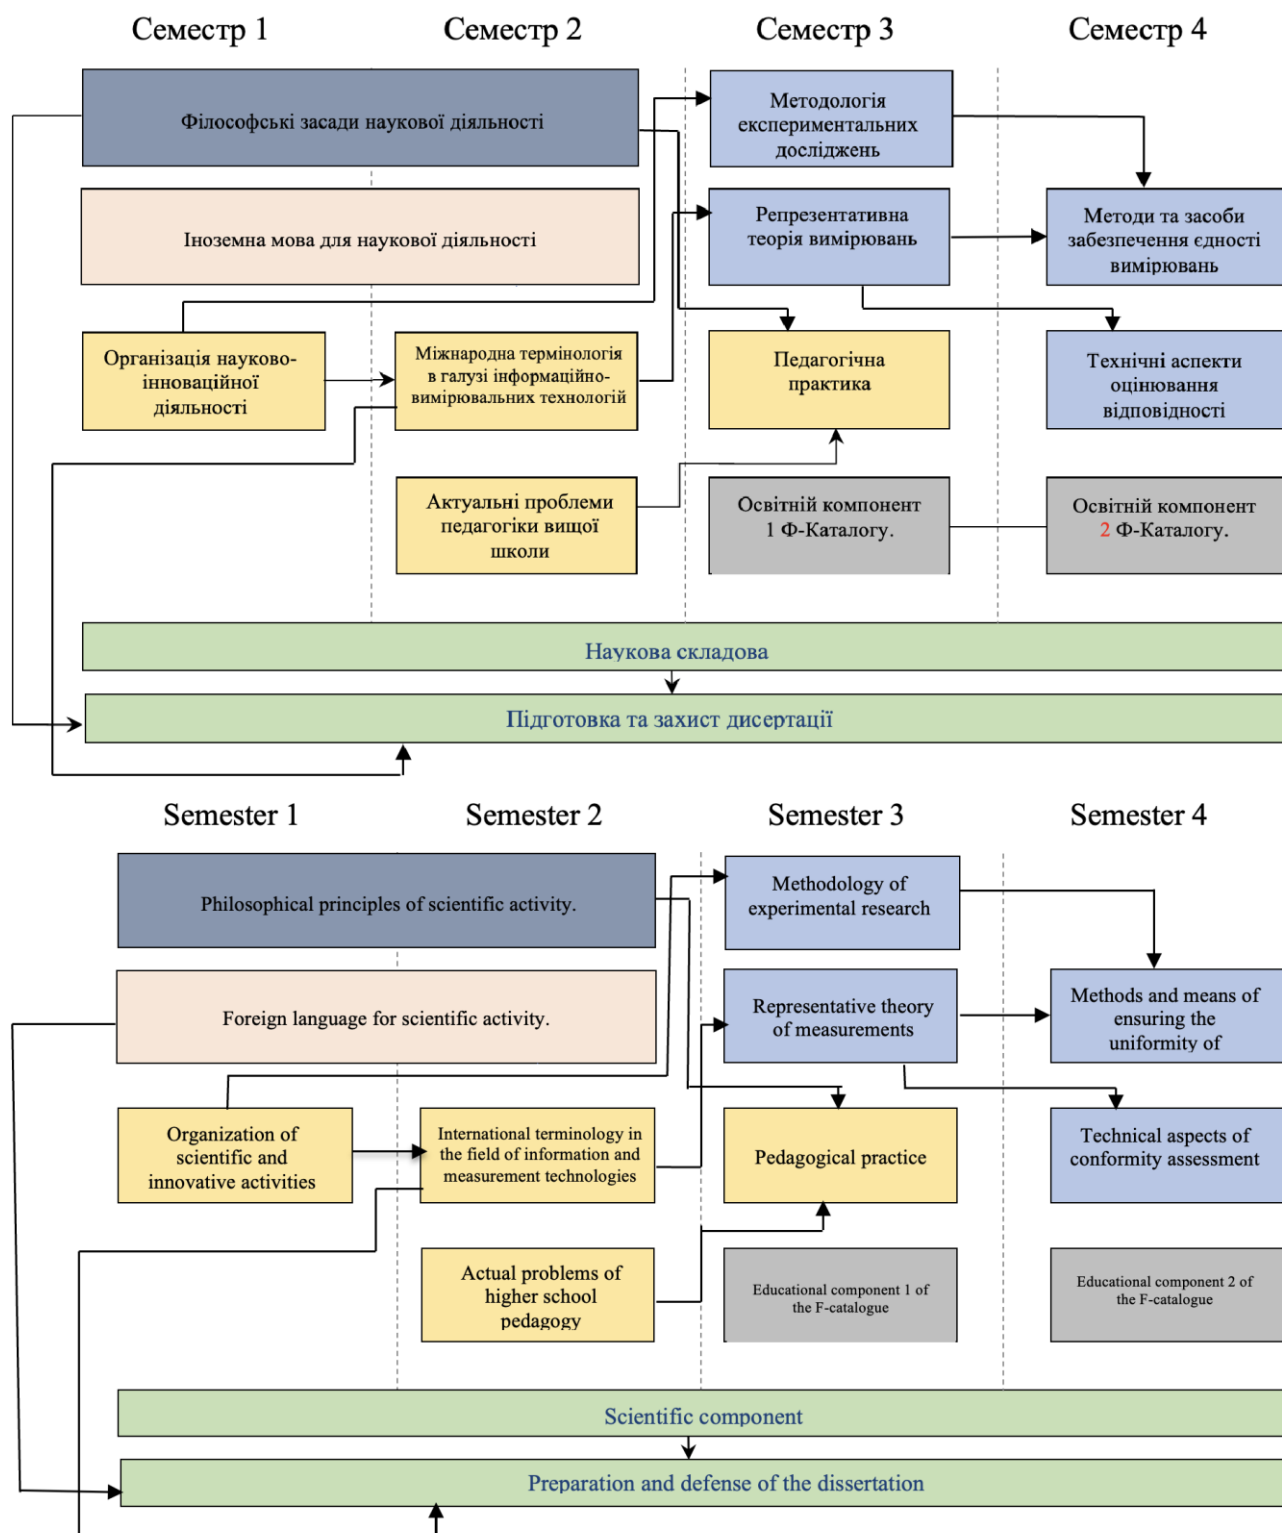 Семестр 1
Семестр 2
Семестр 3
Семестр 4
Філософські засади наукової діяльності
Методологія
експериментальних
досліджень
Іноземна мова для наукової діяльності
Репрезентативна
теорія вимірювань
Методи та засоби
забезпечення єдності
вимірювань
Організація науково-
інноваційної
діяльності
Міжнародна термінологія
в галузі інформаційно-
вимірювальних технологій
Педагогічна
практика
Технічні аспекти
оцінювання
відповідності
Актуальні проблеми
педагогіки вищої
школи
Освітній компонент
1 Ф-Каталогу.
Освітній компонент
2 Ф-Каталогу.
Наукова складова
Підготовка та захист дисертації
Semester 1
Semester 2
Semester 3
Semester 4
Philosophical principles of scientific activity.
Methodology of
experimental research
Foreign language for scientific activity.
Representative theory
of measurements
Methods and means of
ensuring the
uniformity of
Organization of
scientific and
innovative activities
International terminology in
the field of information and
measurement technologies
Pedagogical practice
Technical aspects of
conformity assessment
Actual problems of
higher school
pedagogy
Educational component 1 of
the F-catalogue
Educational component 2 of
the F-catalogue
Scientific component
Preparation and defense of the dissertation